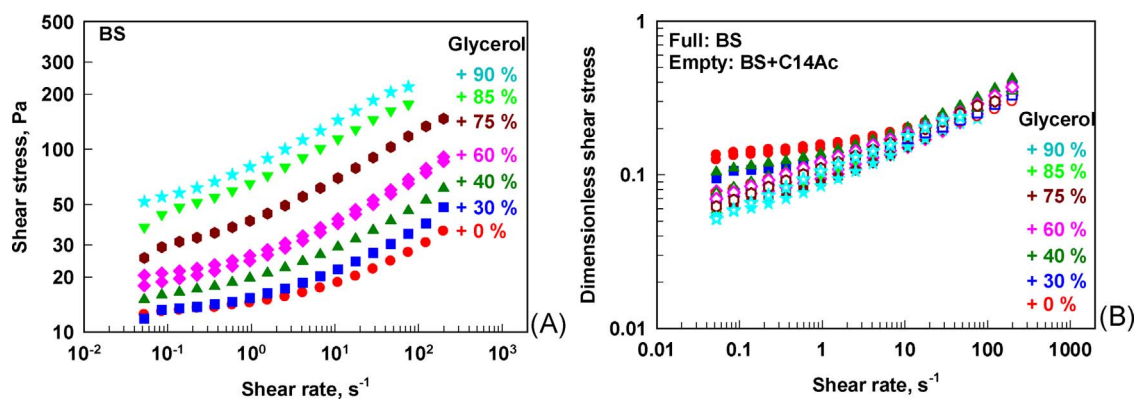 500
300
200
100
50
30
20
10
10⁻²
10⁻¹
10⁰
10¹
10²
10³
Shear stress, Pa
Shear rate, s⁻¹
BS
Glycerol
+ 90 %
+ 85 %
+ 75 %
+ 60 %
+ 40 %
+ 30 %
+ 0 %
(A)
1
0.1
0.01
0.01
0.1
1
10
100
1000
Dimensionless shear stress
Shear rate, s⁻¹
Full: BS
Empty: BS+C14Ac
Glycerol
+ 90 %
+ 85 %
+ 75 %
+ 60 %
+ 40 %
+ 30 %
+ 0 %
(B)